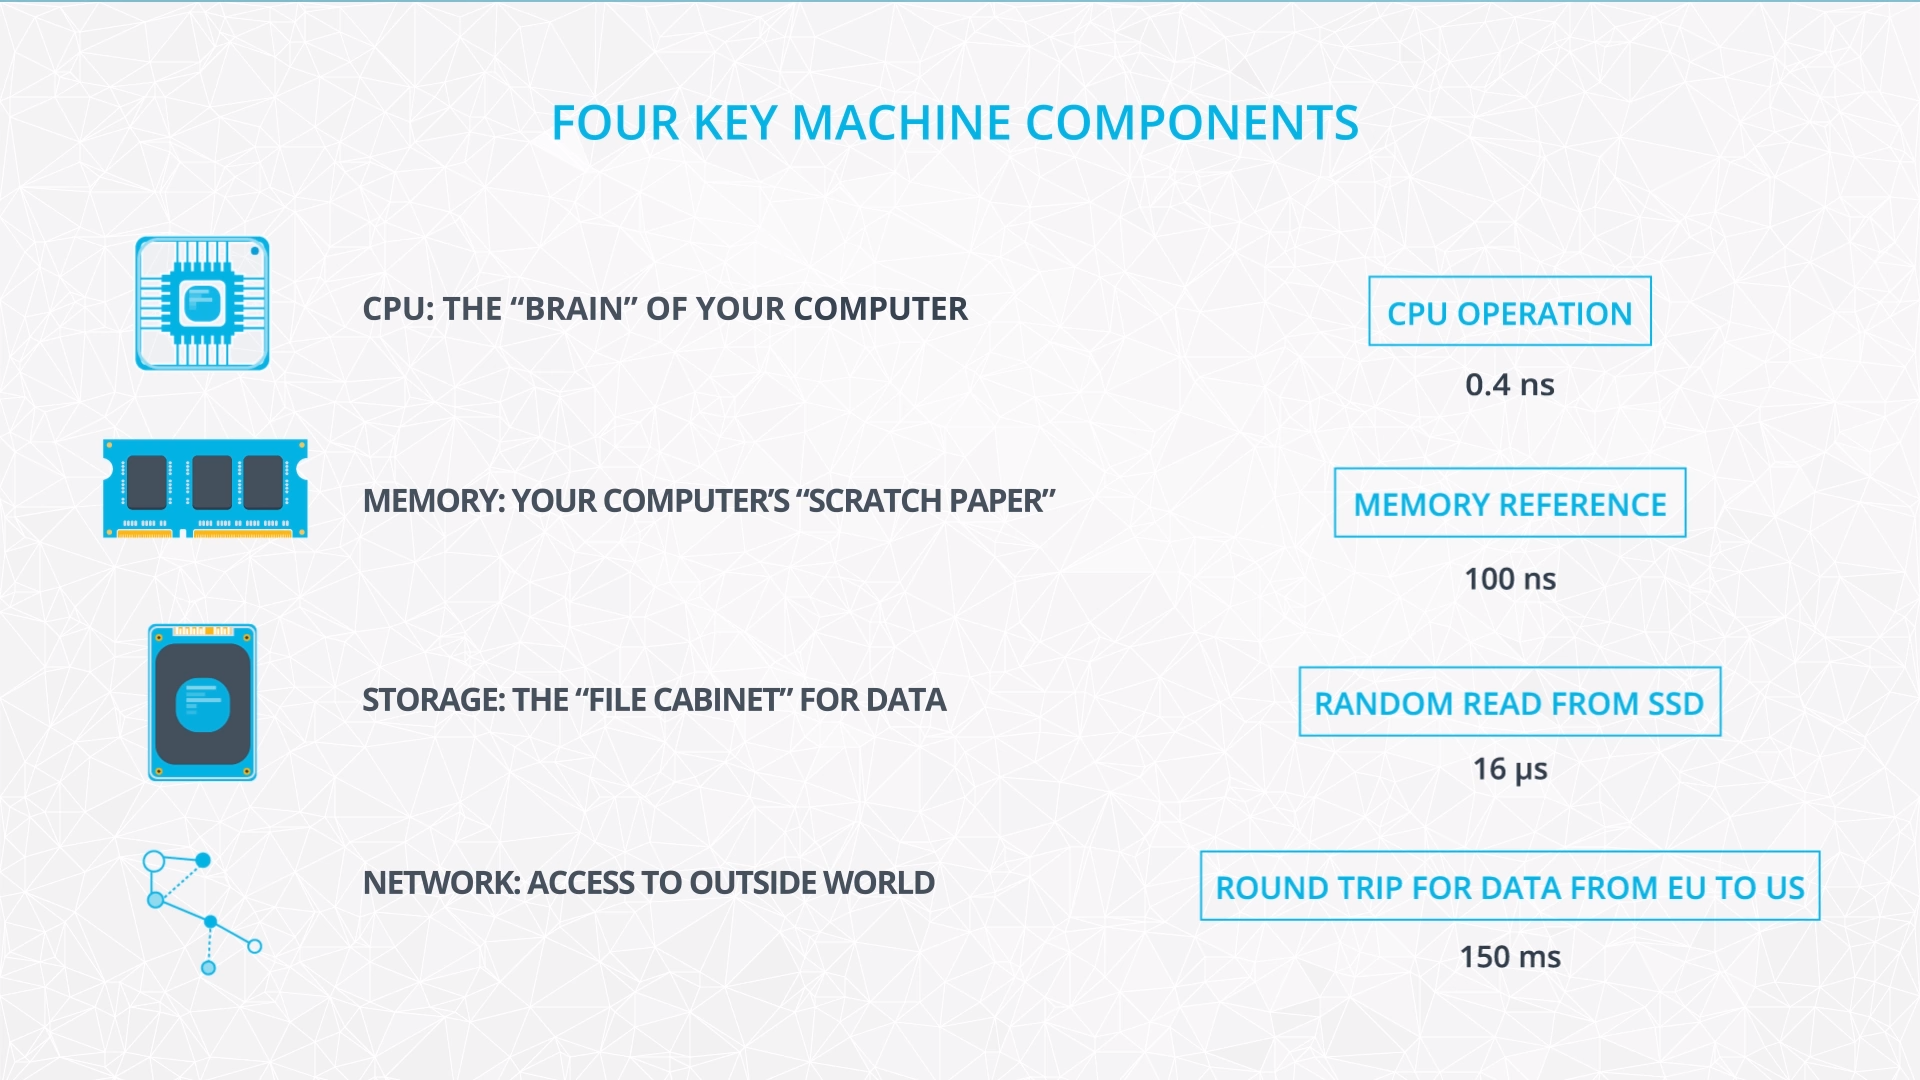 FOUR KEY MACHINE COMPONENTS
CPU: THE “BRAIN” OF YOUR COMPUTER
CPU OPERATION
0.4 ns
MEMORY: YOUR COMPUTER’S “SCRATCH PAPER”
MEMORY REFERENCE
100 ns
STORAGE: THE “FILE CABINET” FOR DATA
RANDOM READ FROM SSD
16 µs
NETWORK: ACCESS TO OUTSIDE WORLD
ROUND TRIP FOR DATA FROM EU TO US
150 ms